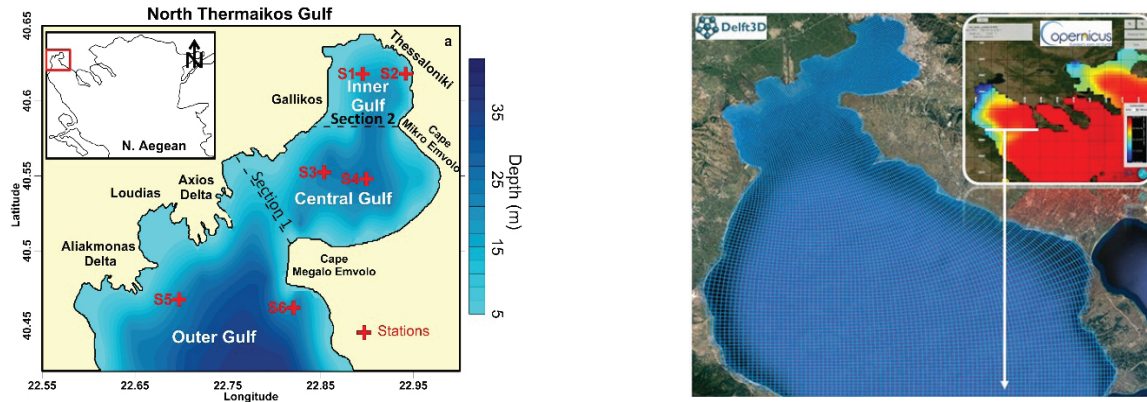 North Thermaikos Gulf
a
N
N. Aegean
Thessaloniki
S1
S2
Inner
Gulf
Gallikos
Section 2
Cape
Mikro Emvolo
S3
S4
Central Gulf
Section 1
Axios
Delta
Loudias
Aliakmonas
Delta
Cape
Megalo Emvolo
S5
S6
Outer Gulf
Stations
40.65
40.6
40.55
40.5
40.45
Latitude
22.55
22.65
22.75
22.85
22.95
Longitude
35
25
15
5
Depth (m)
Delft3D
Copernicus